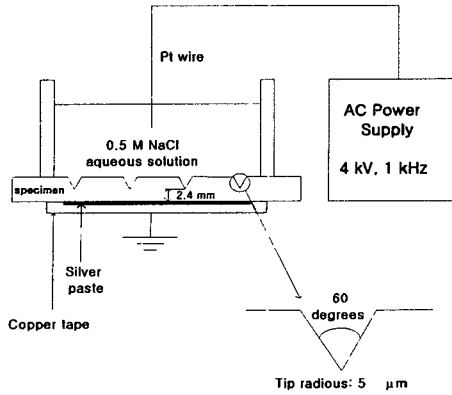 Pt wire
AC Power
Supply
4 kV, 1 kHz
0.5 M NaCl
aqueous solution
specimen
2.4 mm
Silver
paste
Copper tape
60
degrees
Tip radious: 5 μm